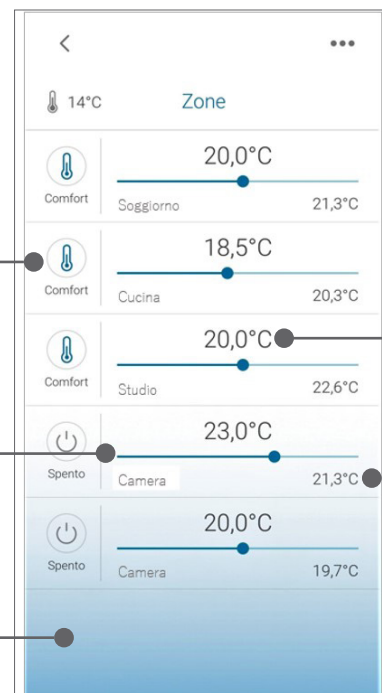 14°C Zone
20,0°C
Comfort
Soggiorno 21,3°C
18,5°C
Comfort
Cucina 20,3°C
20,0°C
Comfort
Studio 22,6°C
23,0°C
Spento
Camera 21,3°C
20,0°C
Spento
Camera 19,7°C